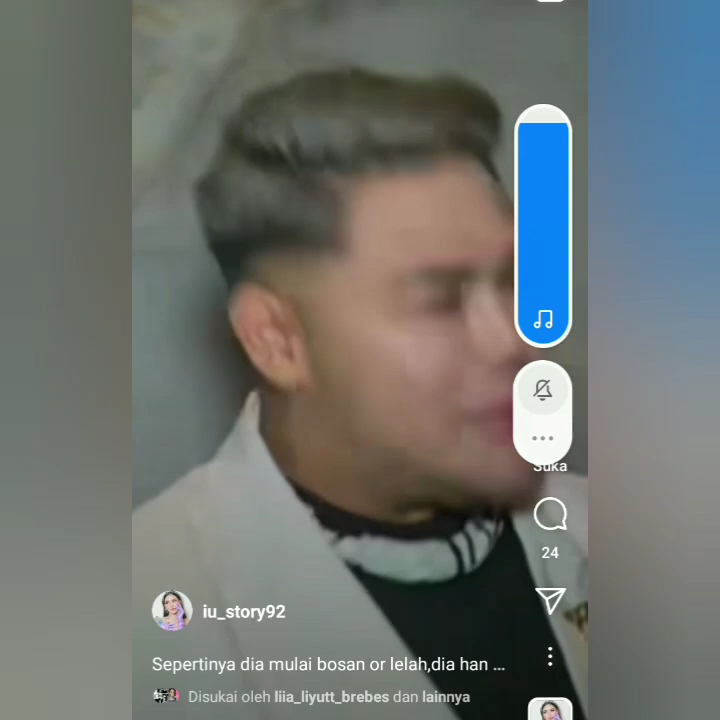 Suka
24
iu_story92
Sepertinya dia mulai bosan or lelah,dia han ...
Disukai oleh liia_liyutt_brebes dan lainnya